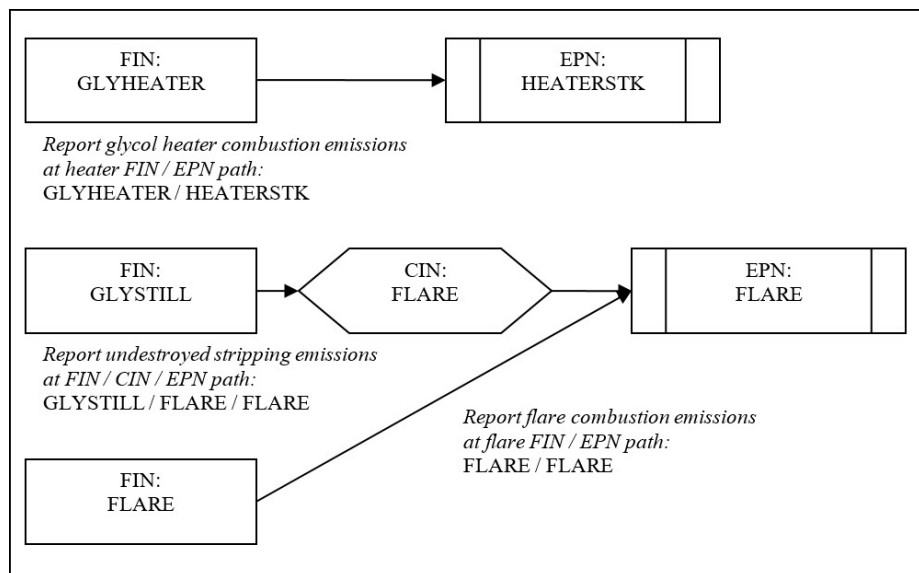 FIN:
GLYHEATER
EPN:
HEATERSTK
Report glycol heater combustion emissions
at heater FIN / EPN path:
GLYHEATER / HEATERSTK
FIN:
GLYSTILL
CIN:
FLARE
EPN:
FLARE
Report undestroyed stripping emissions
at FIN / CIN / EPN path:
GLYSTILL / FLARE / FLARE
Report flare combustion emissions
at flare FIN / EPN path:
FLARE / FLARE
FIN:
FLARE